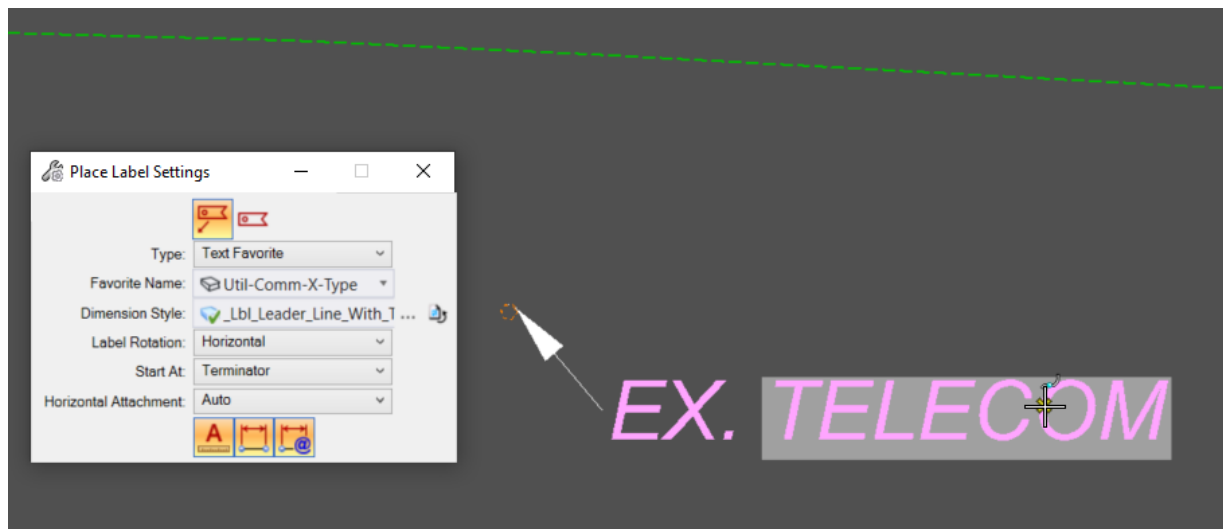 Place Label Settings
Type: Text Favorite
Favorite Name: Util-Comm-X-Type
Dimension Style: _Lbl_Leader_Line_With_T ...
Label Rotation: Horizontal
Start At: Terminator
Horizontal Attachment: Auto
A
@
EX. TELECOM